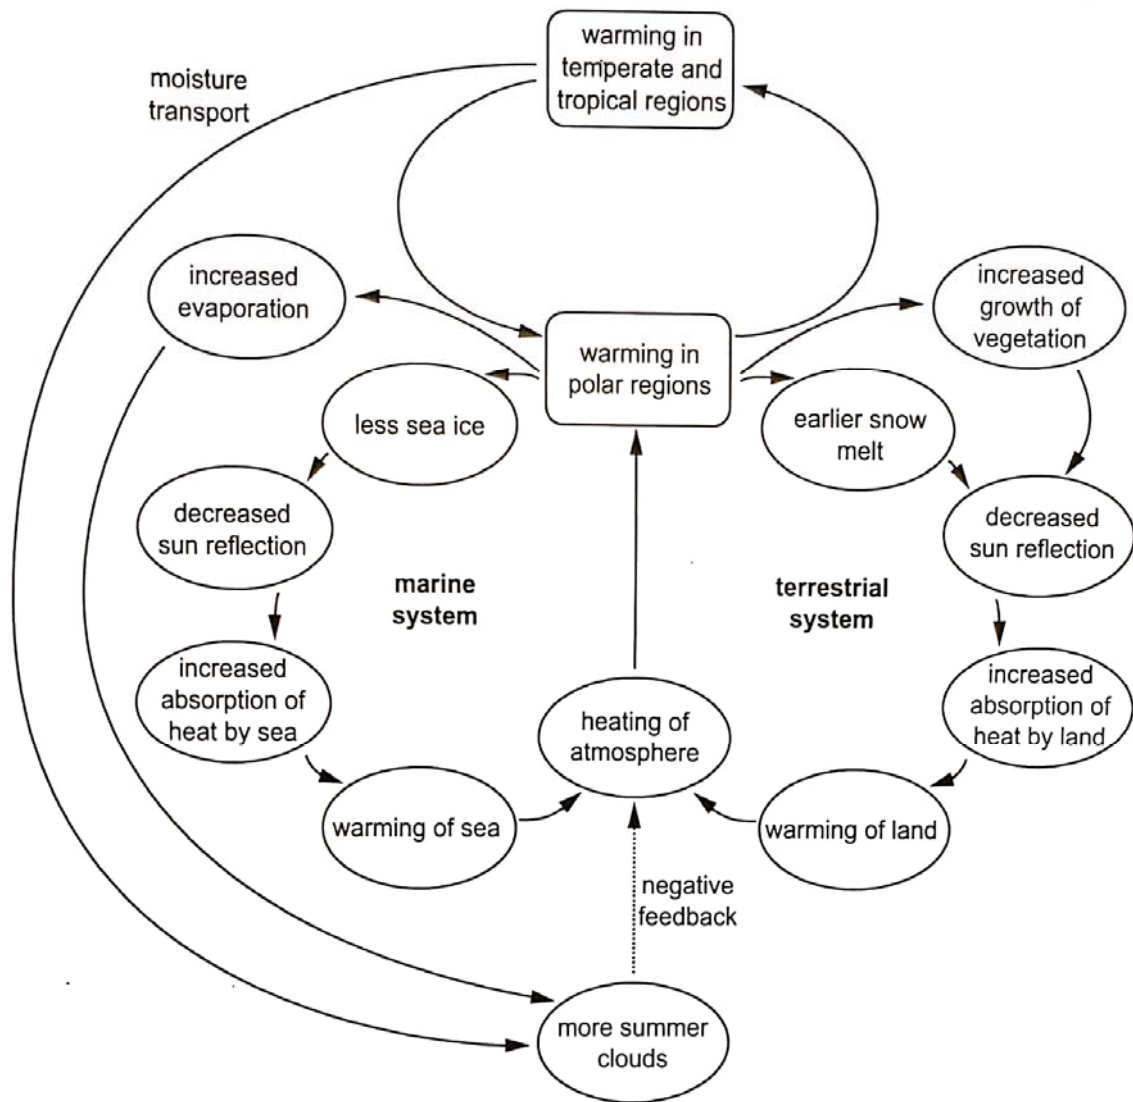 warming in
temperate and
tropical regions
moisture
transport
increased
evaporation
increased
growth of
vegetation
warming in
polar regions
less sea ice
earlier snow
melt
decreased
sun reflection
decreased
sun reflection
marine
system
terrestrial
system
increased
absorption of
heat by sea
heating of
atmosphere
increased
absorption of
heat by land
warming of sea
warming of land
negative
feedback
more summer
clouds